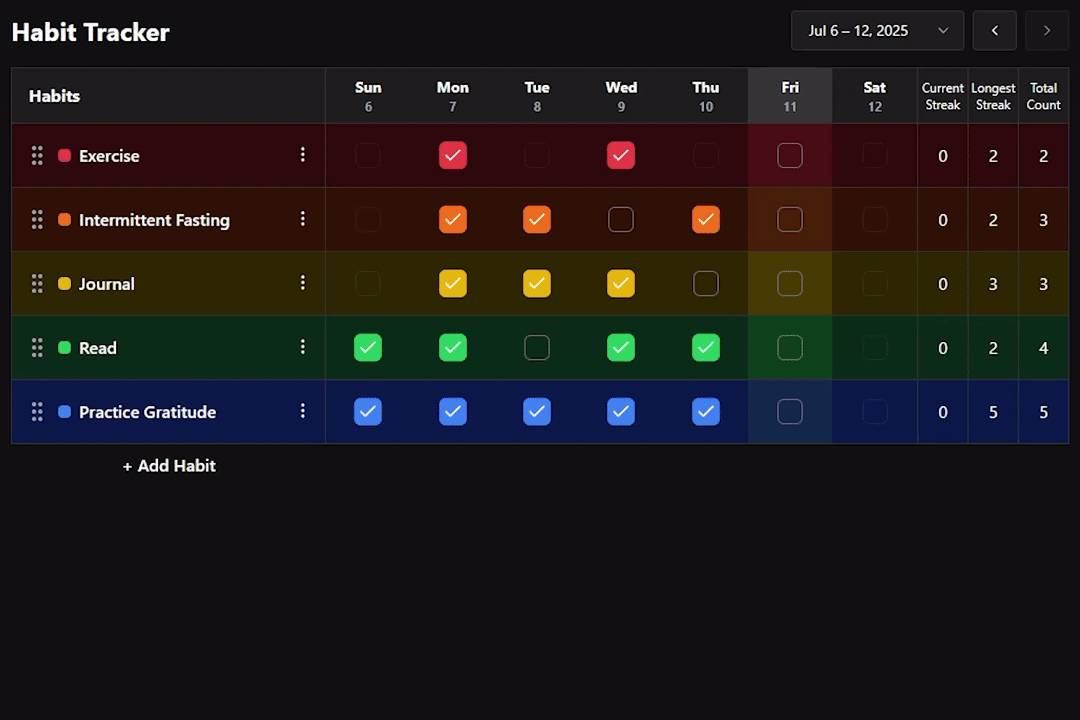 Habit Tracker
Jul 6 – 12, 2025
Habits Sun Mon Tue Wed Thu Fri Sat Current Longest Total
6 7 8 9 10 11 12 Streak Streak Count
Exercise 0 2 2
Intermittent Fasting 0 2 3
Journal 0 3 3
Read 0 2 4
Practice Gratitude 0 5 5
+ Add Habit